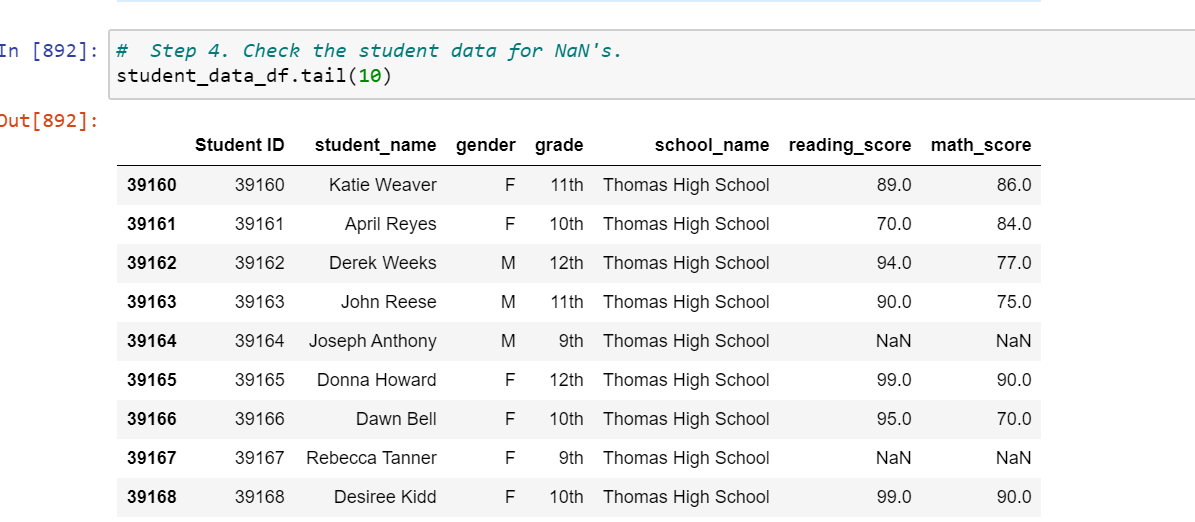 In [892]: #  Step 4. Check the student data for NaN's.
student_data_df.tail(10)
Out[892]:
Student ID student_name gender grade school_name reading_score math_score
39160 39160 Katie Weaver F 11th Thomas High School 89.0 86.0
39161 39161 April Reyes F 10th Thomas High School 70.0 84.0
39162 39162 Derek Weeks M 12th Thomas High School 94.0 77.0
39163 39163 John Reese M 11th Thomas High School 90.0 75.0
39164 39164 Joseph Anthony M 9th Thomas High School NaN NaN
39165 39165 Donna Howard F 12th Thomas High School 99.0 90.0
39166 39166 Dawn Bell F 10th Thomas High School 95.0 70.0
39167 39167 Rebecca Tanner F 9th Thomas High School NaN NaN
39168 39168 Desiree Kidd F 10th Thomas High School 99.0 90.0